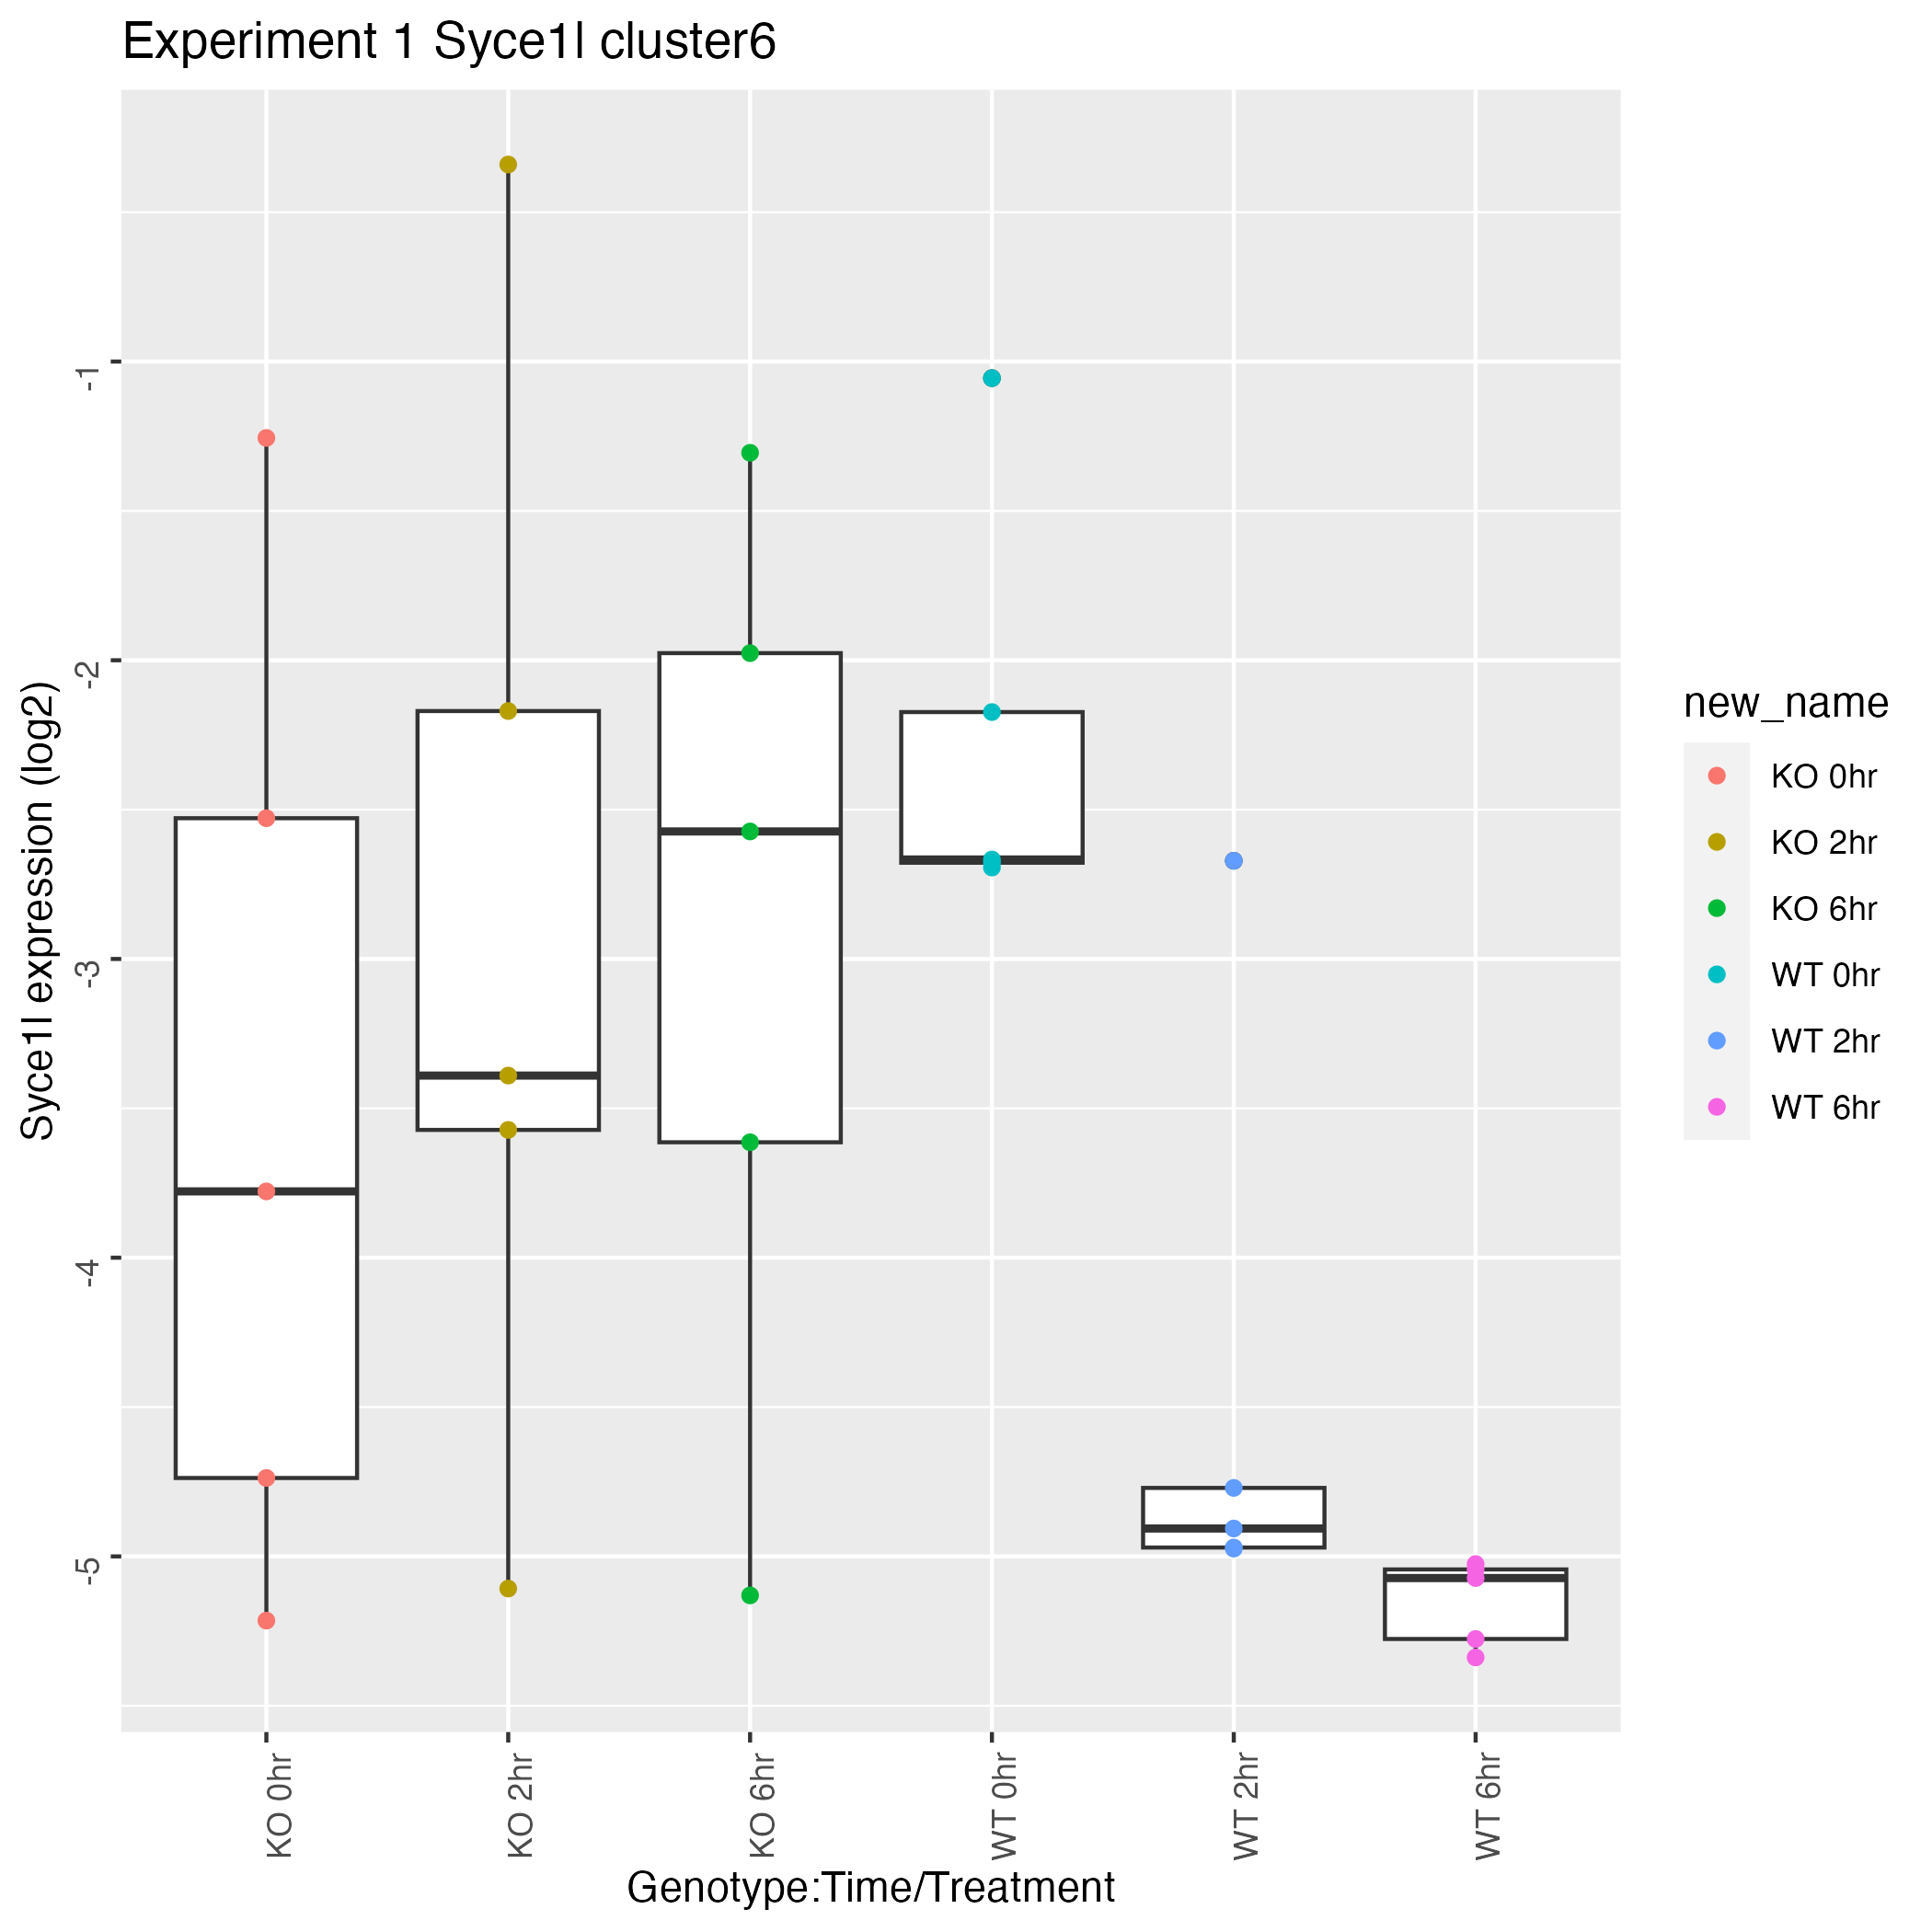 Experiment 1 Syce1l cluster6
Syce1l expression (log2)
-1
-2
-3
-4
-5
KO 0hr
KO 2hr
KO 6hr
WT 0hr
WT 2hr
WT 6hr
Genotype:Time/Treatment
new_name
KO 0hr
KO 2hr
KO 6hr
WT 0hr
WT 2hr
WT 6hr